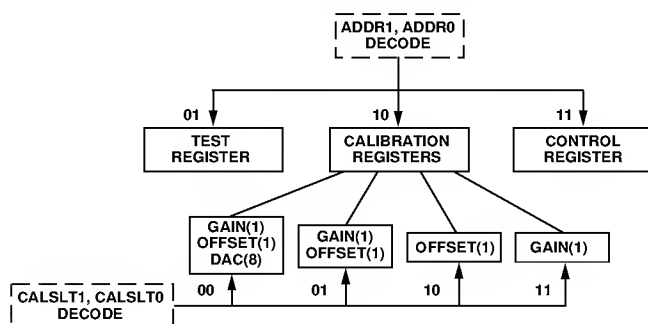 ADDR1, ADDR0
DECODE
01
10
11
TEST
REGISTER
CALIBRATION
REGISTERS
CONTROL
REGISTER
GAIN(1)
OFFSET(1)
DAC(8)
GAIN(1)
OFFSET(1)
OFFSET(1)
GAIN(1)
CALSLT1, CALSLT0
DECODE
00
01
10
11